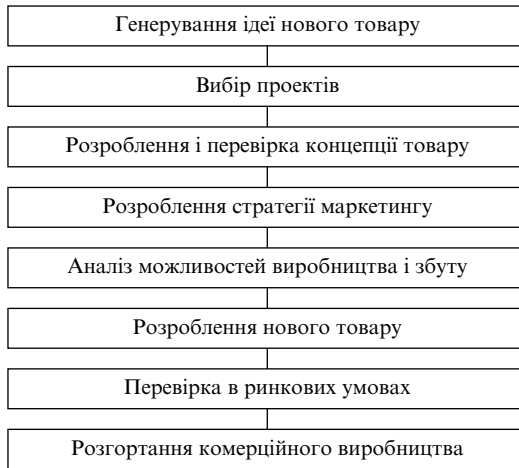 Генерування ідеї нового товару
Вибір проектів
Розроблення і перевірка концепції товару
Розроблення стратегії маркетингу
Аналіз можливостей виробництва і збуту
Розроблення нового товару
Перевірка в ринкових умовах
Розгортання комерційного виробництва